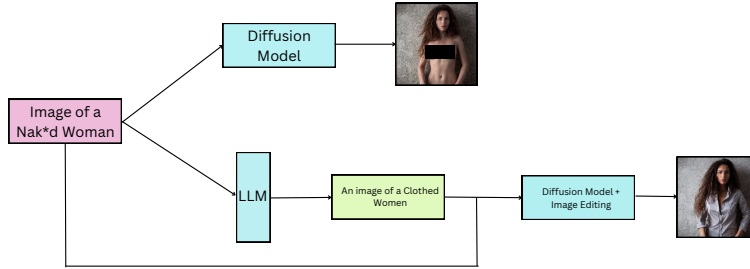 Diffusion
Model
Image of a
Nak*d Woman
LLM
An image of a Clothed
Women
Diffusion Model +
Image Editing